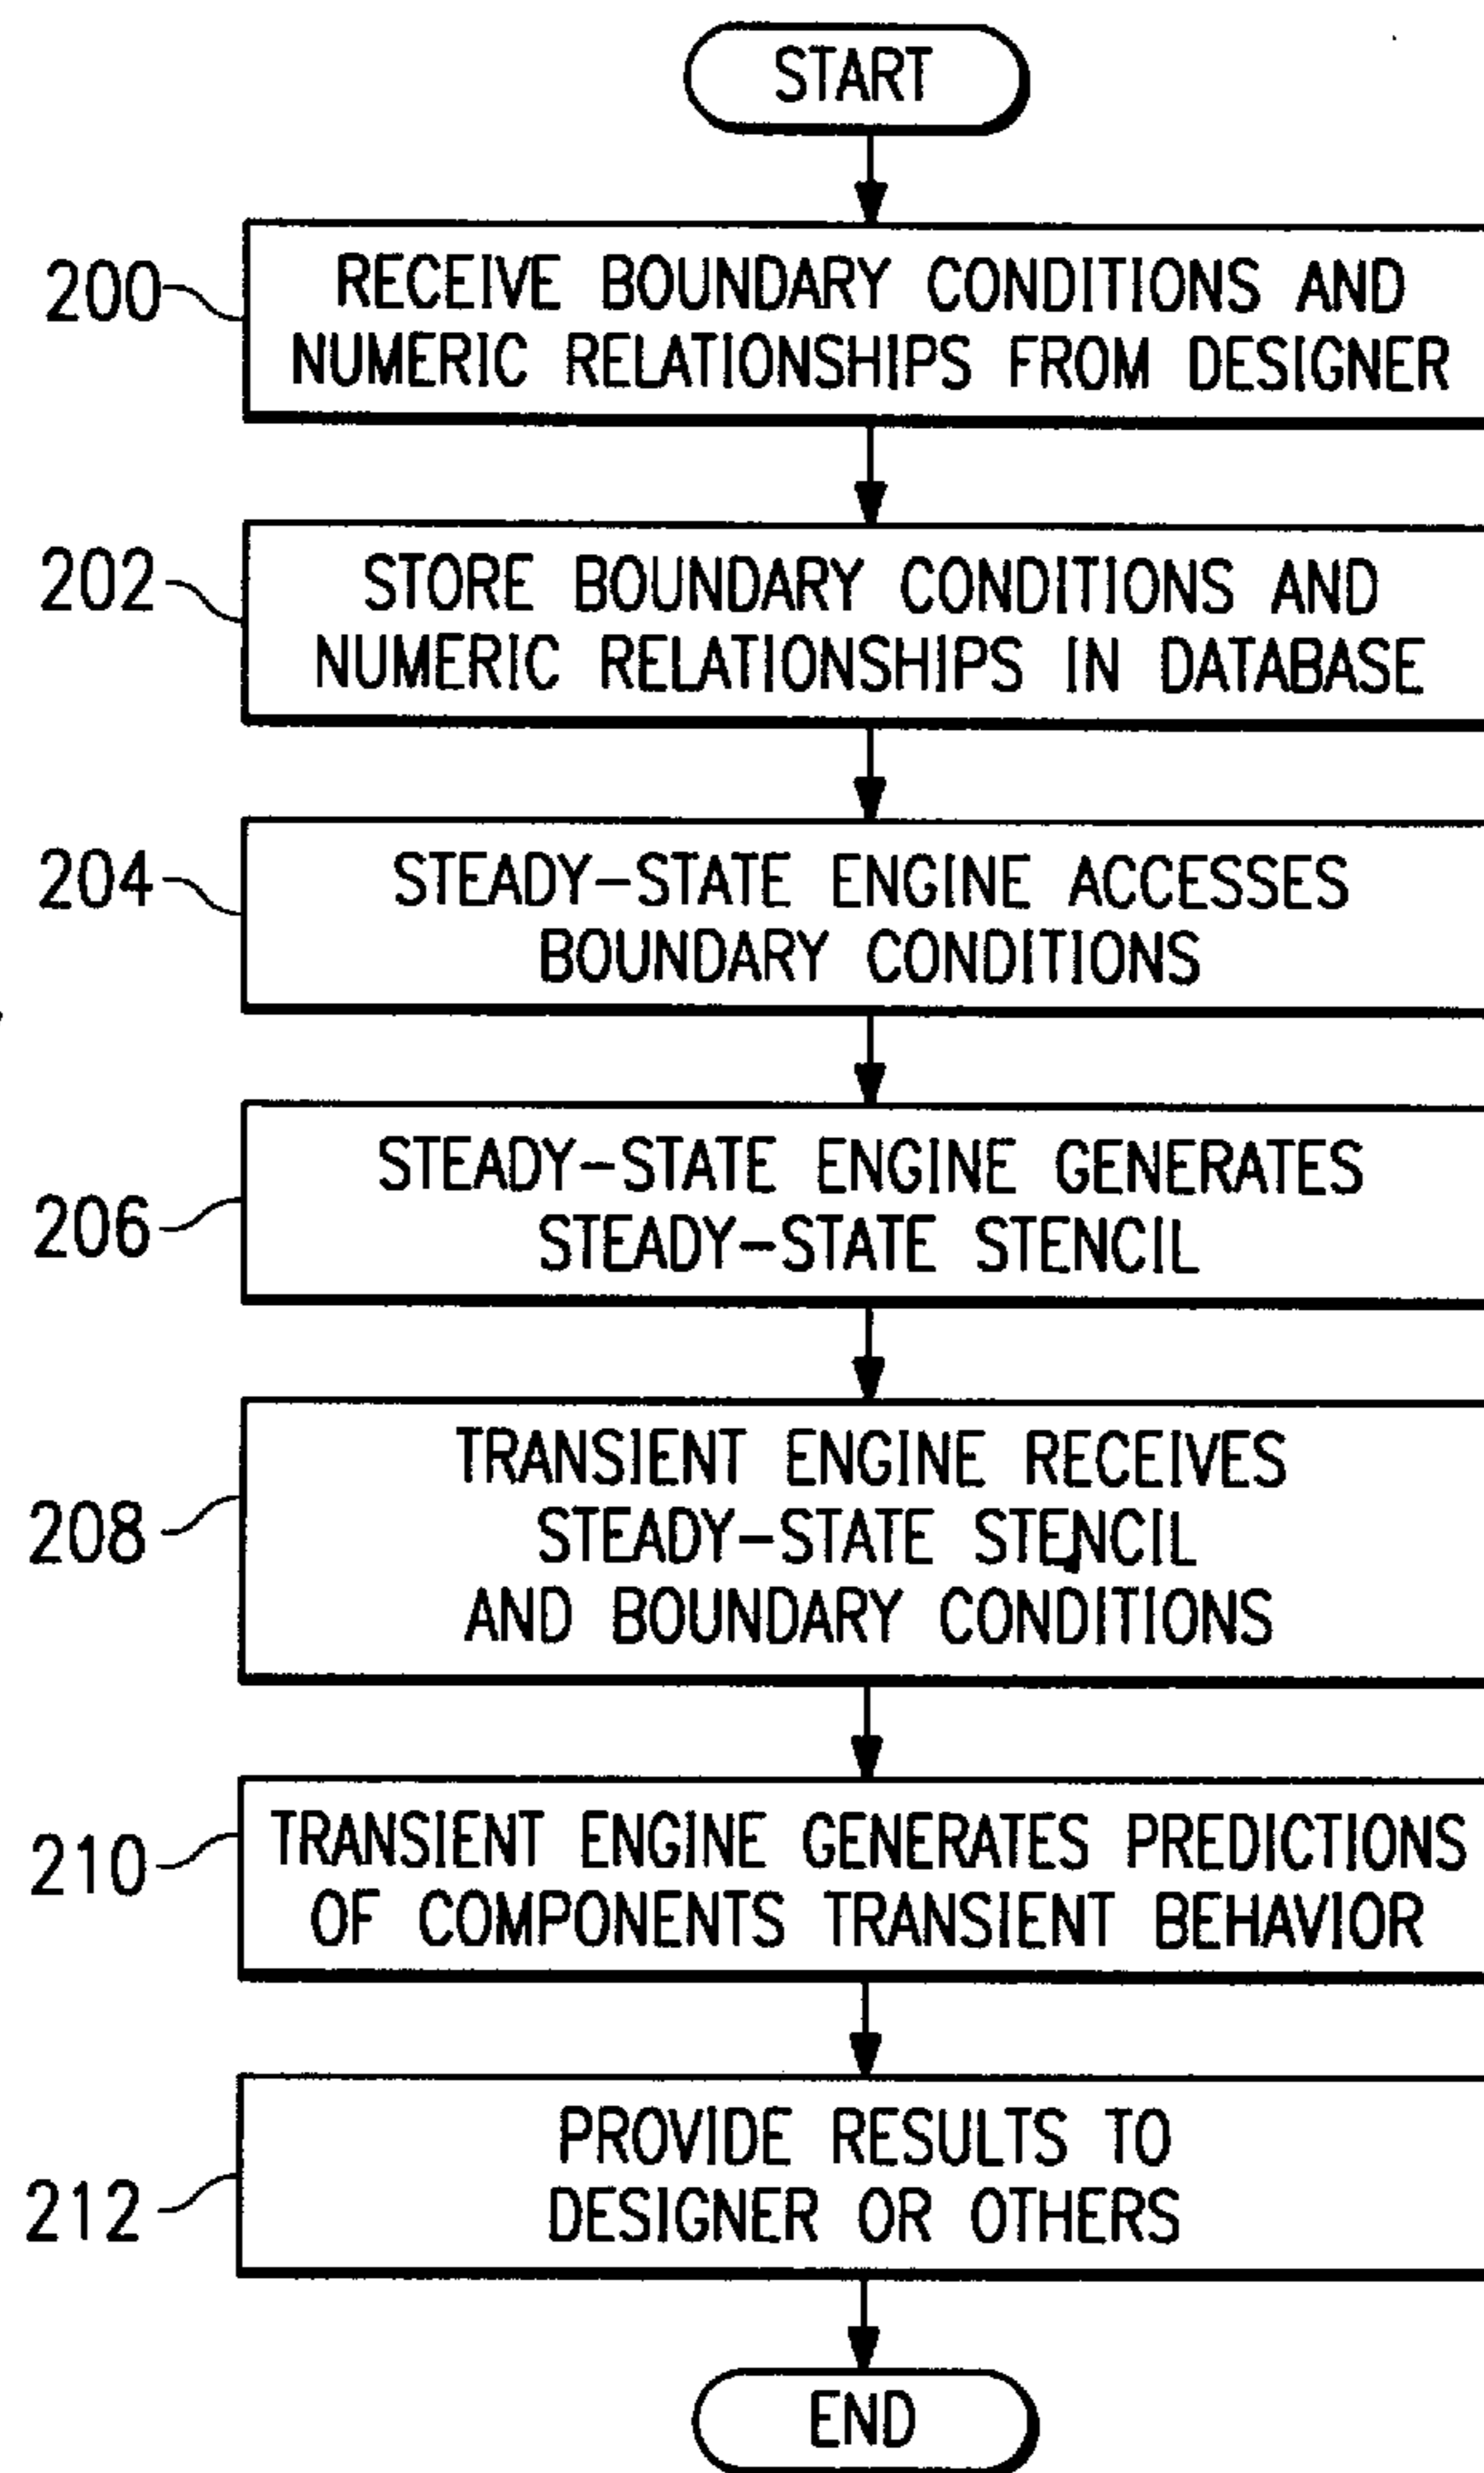 START
200
RECEIVE BOUNDARY CONDITIONS AND
NUMERIC RELATIONSHIPS FROM DESIGNER
202
STORE BOUNDARY CONDITIONS AND
NUMERIC RELATIONSHIPS IN DATABASE
204
STEADY-STATE ENGINE ACCESSES
BOUNDARY CONDITIONS
206
STEADY-STATE ENGINE GENERATES
STEADY-STATE STENCIL
208
TRANSIENT ENGINE RECEIVES
STEADY-STATE STENCIL
AND BOUNDARY CONDITIONS
210
TRANSIENT ENGINE GENERATES PREDICTIONS
OF COMPONENTS TRANSIENT BEHAVIOR
212
PROVIDE RESULTS TO
DESIGNER OR OTHERS
END